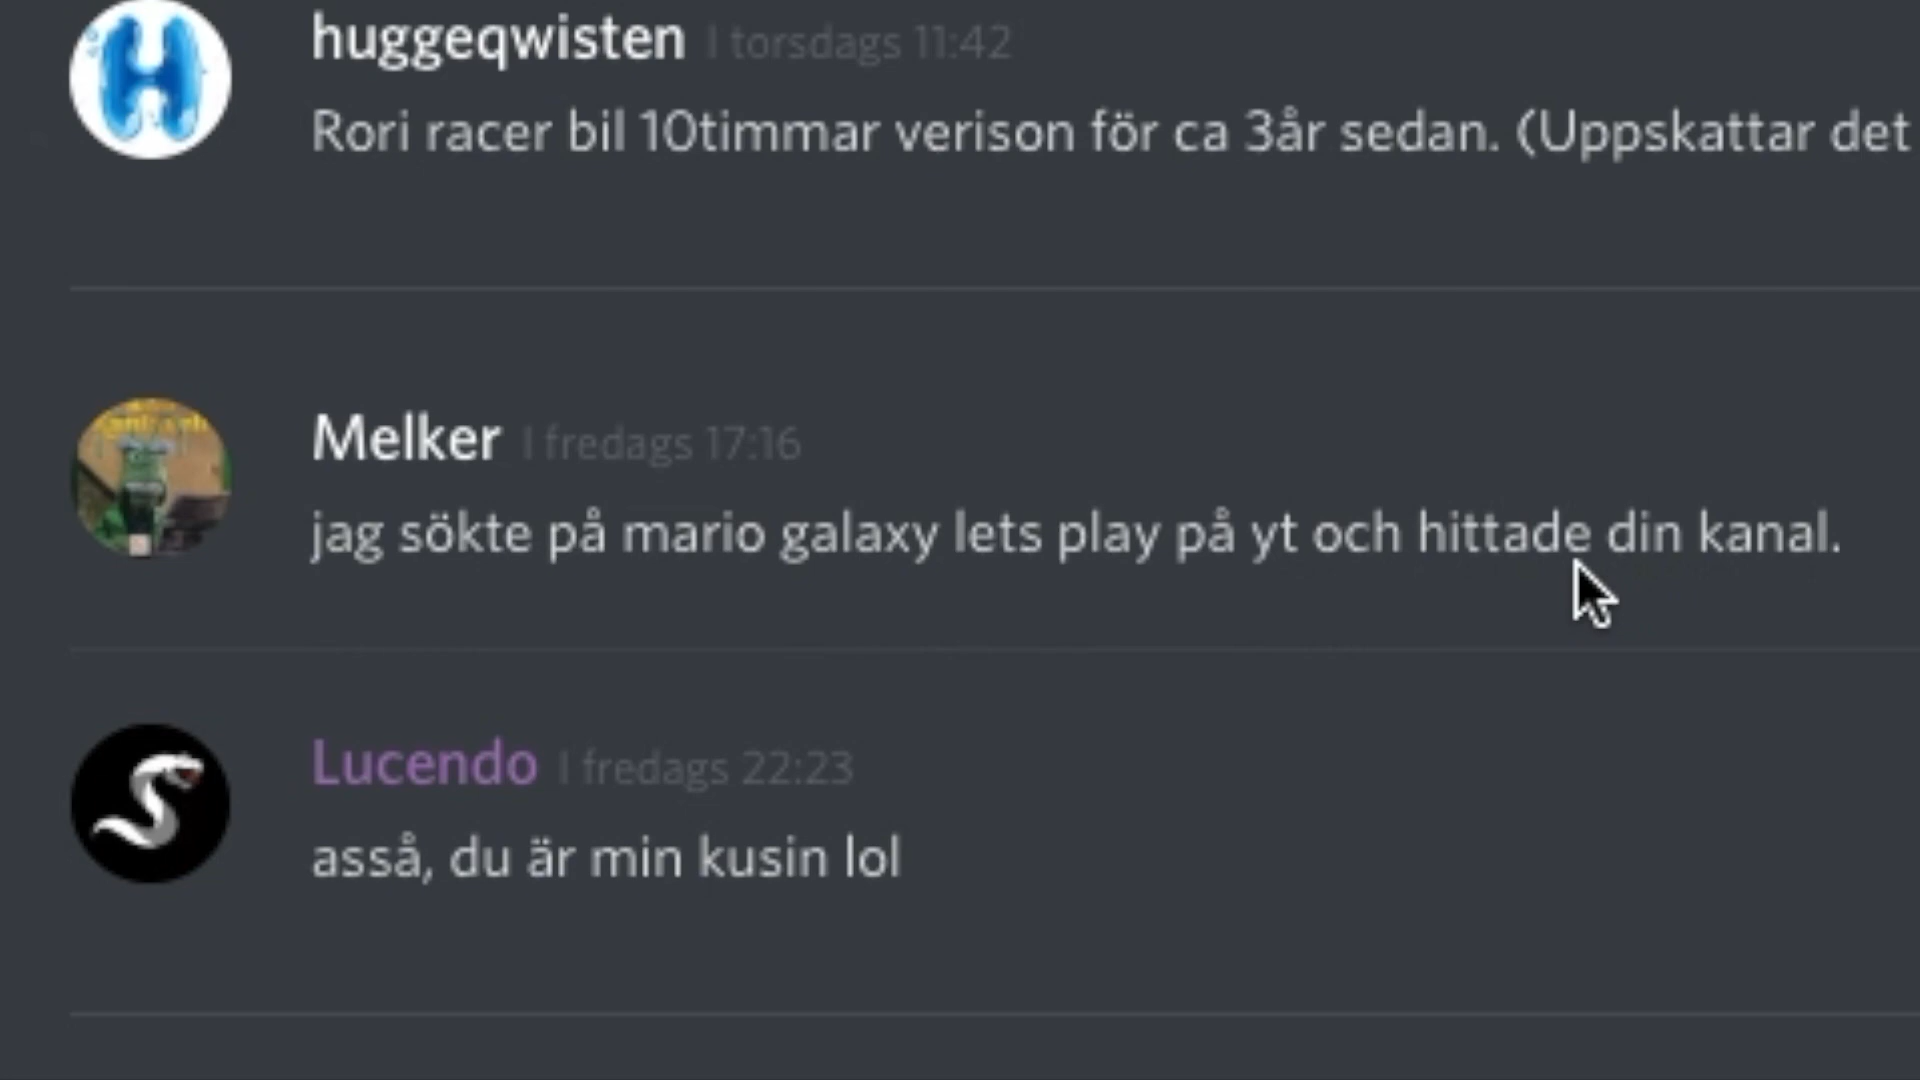 huggeqwisten I torsdags 11:42
Rori racer bil 10timmar verison för ca 3år sedan. (Uppskattar det
Melker I fredags 17:16
jag sökte på mario galaxy lets play på yt och hittade din kanal.
Lucendo I fredags 22:23
asså, du är min kusin lol